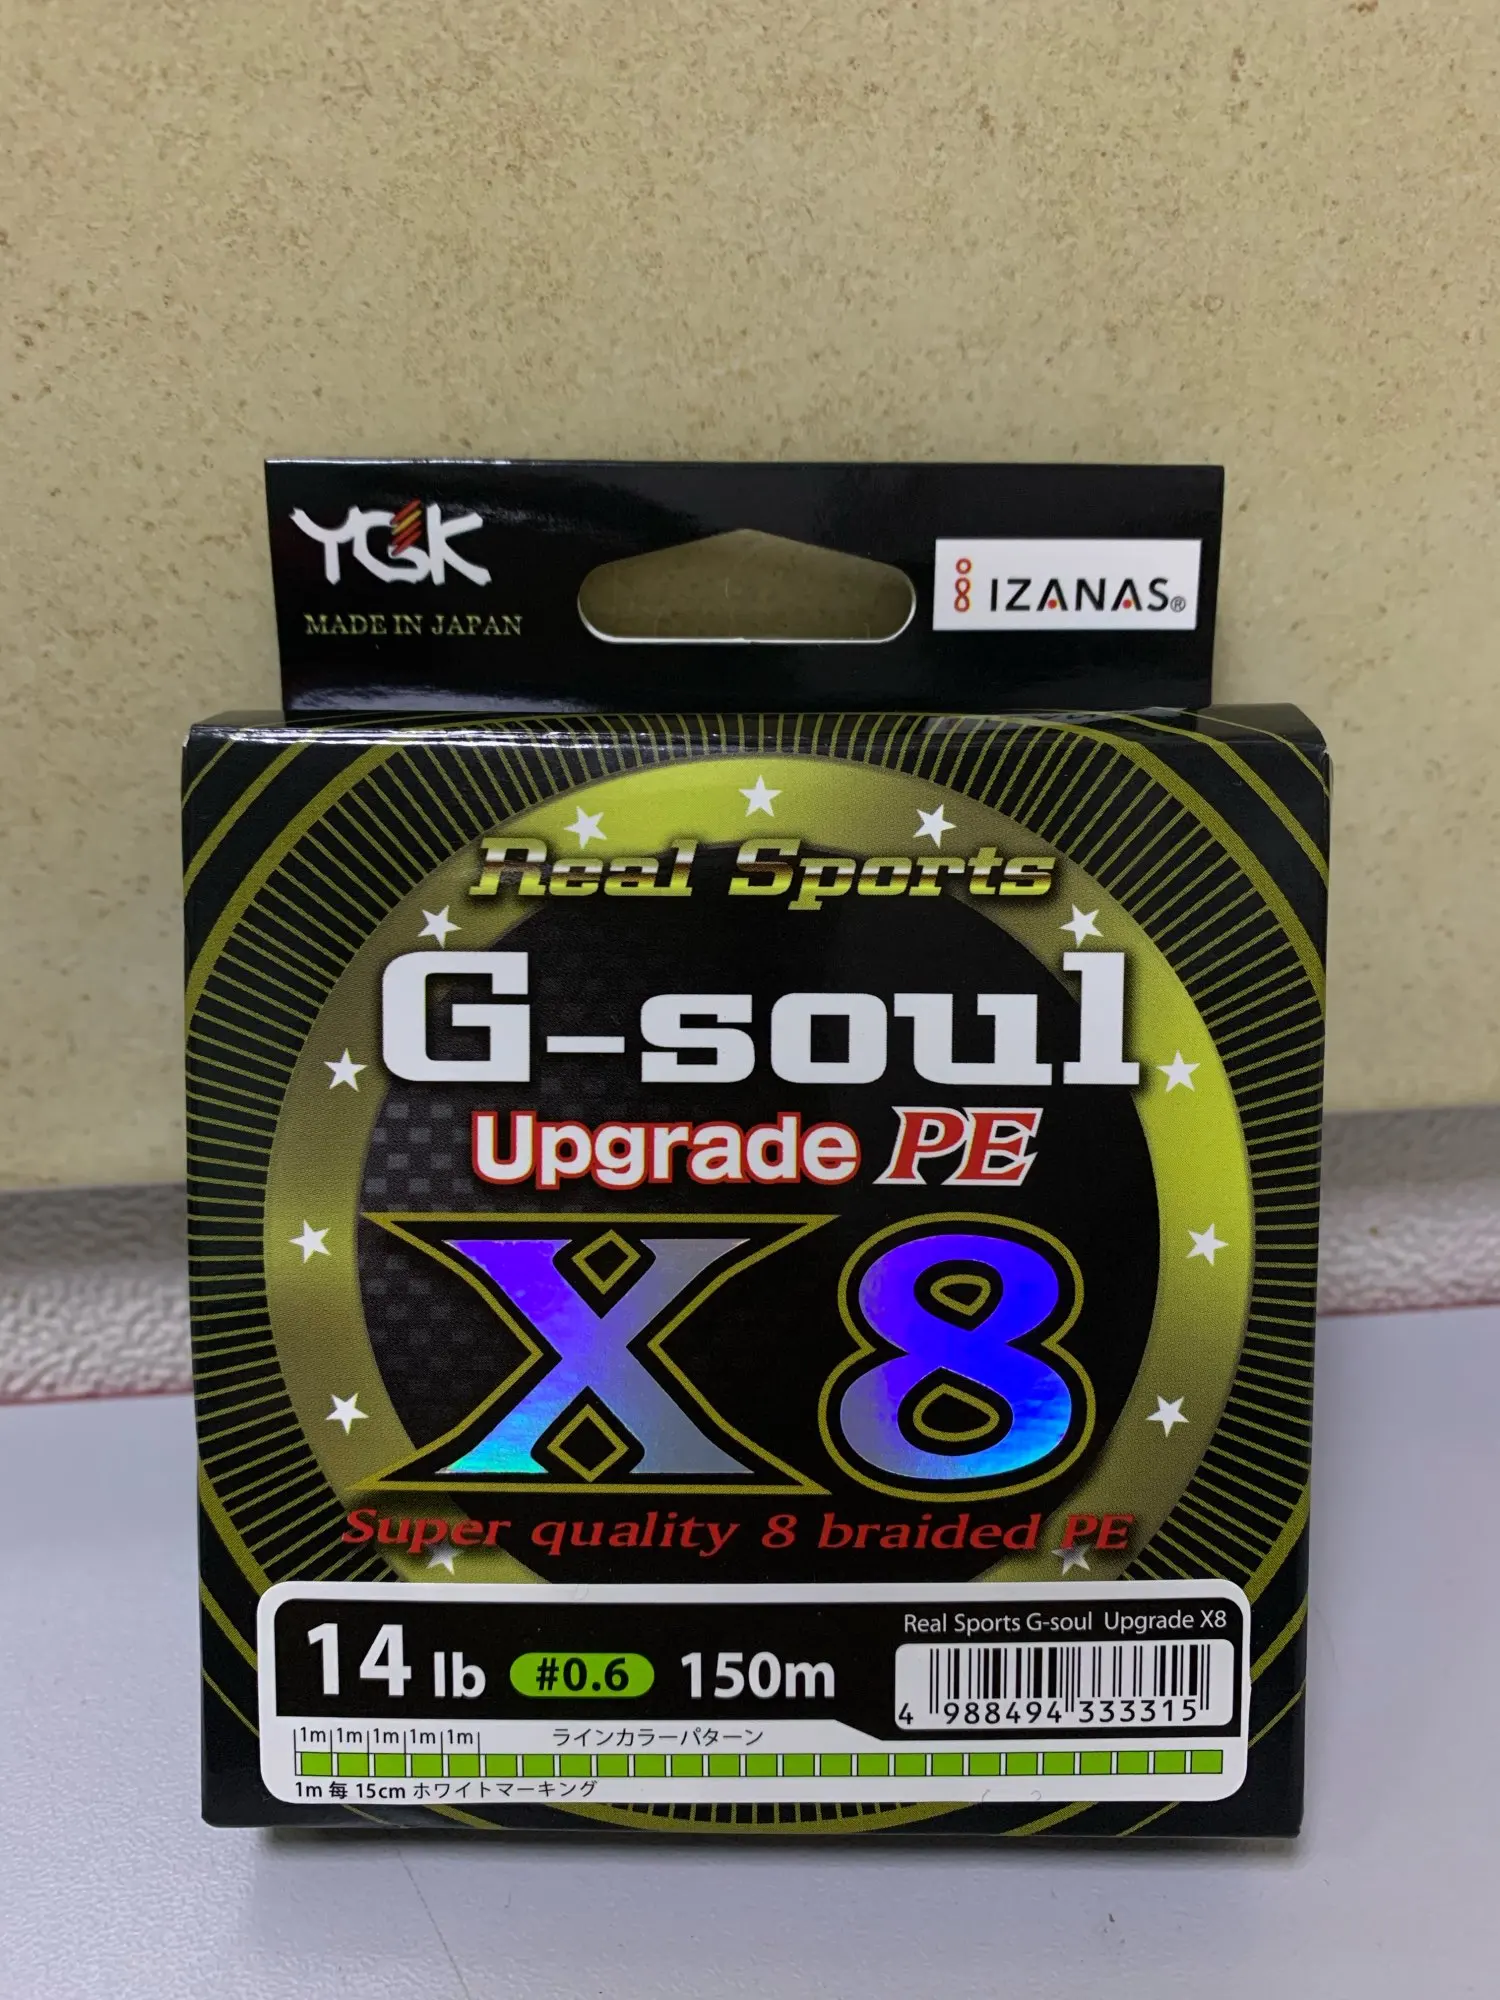 YGK
MADE IN JAPAN
IZANAS®
Real Sports
G-soul
Upgrade PE
X8
Super quality 8 braided PE
14 lb #0.6 150m
Real Sports G-soul Upgrade X8
4 988494 333315
1m 1m 1m 1m 1m
ラインカラーパターン
1m 毎 15cm ホワイトマーキング